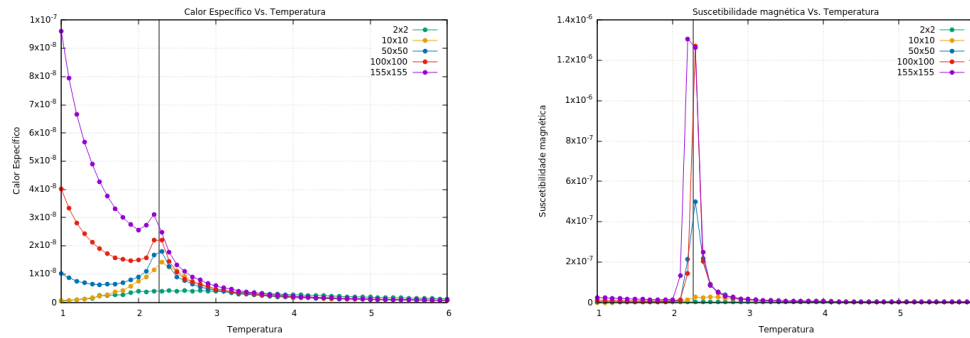 Calor Específico Vs. Temperatura
1x10-7
9x10-8
8x10-8
7x10-8
6x10-8
5x10-8
4x10-8
3x10-8
2x10-8
1x10-8
0
Calor Específico
2x2
10x10
50x50
100x100
155x155
1
2
3
4
5
6
Temperatura
Suscetibilidade magnética Vs. Temperatura
1.4x10-6
1.2x10-6
1x10-6
8x10-7
6x10-7
4x10-7
2x10-7
0
Suscetibilidade magnética
2x2
10x10
50x50
100x100
155x155
1
2
3
4
5
6
Temperatura